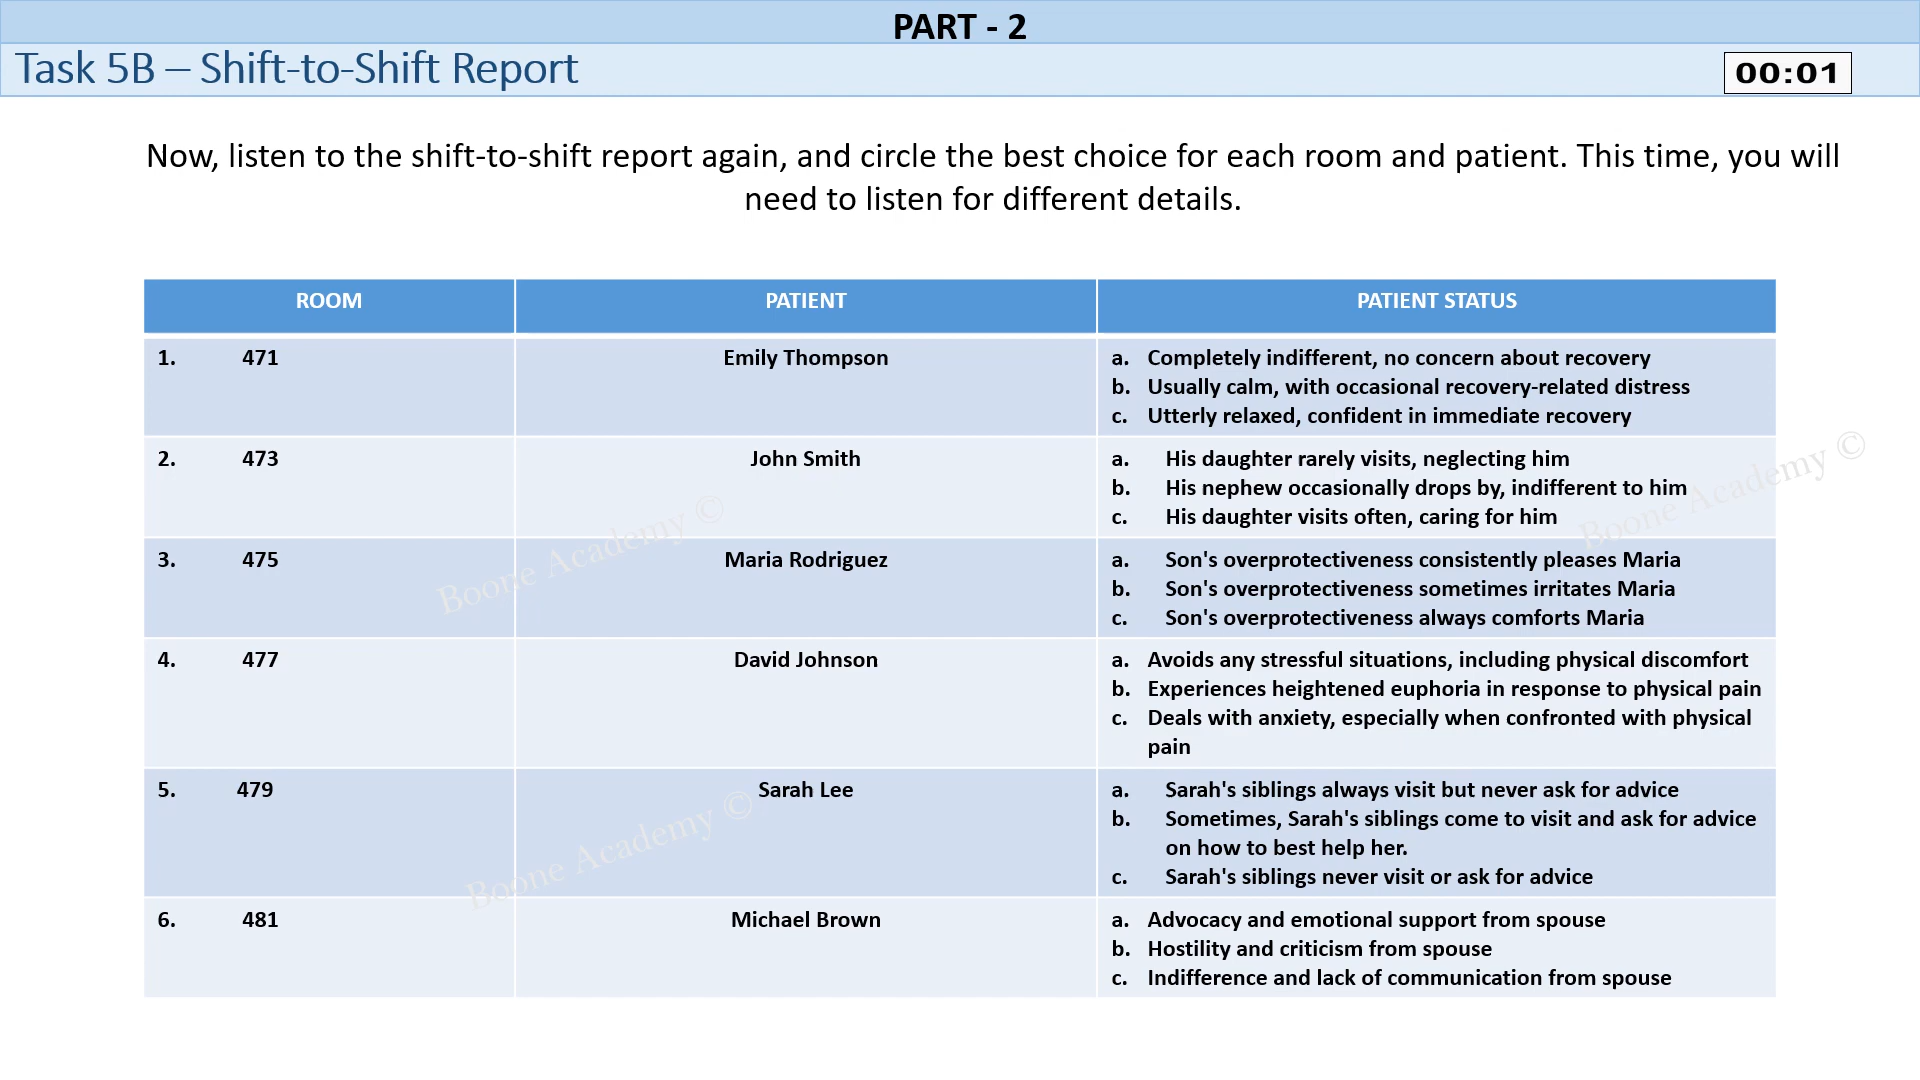 PART - 2
Task 5B – Shift-to-Shift Report
00:01
Now, listen to the shift-to-shift report again, and circle the best choice for each room and patient. This time, you will
need to listen for different details.
ROOM PATIENT PATIENT STATUS
1. 471 Emily Thompson a. Completely indifferent, no concern about recovery
b. Usually calm, with occasional recovery-related distress
c. Utterly relaxed, confident in immediate recovery
2. 473 John Smith a. His daughter rarely visits, neglecting him
b. His nephew occasionally drops by, indifferent to him
c. His daughter visits often, caring for him
3. 475 Maria Rodriguez a. Son's overprotectiveness consistently pleases Maria
b. Son's overprotectiveness sometimes irritates Maria
c. Son's overprotectiveness always comforts Maria
4. 477 David Johnson a. Avoids any stressful situations, including physical discomfort
b. Experiences heightened euphoria in response to physical pain
c. Deals with anxiety, especially when confronted with physical
pain
5. 479 Sarah Lee a. Sarah's siblings always visit but never ask for advice
b. Sometimes, Sarah's siblings come to visit and ask for advice
on how to best help her.
c. Sarah's siblings never visit or ask for advice
6. 481 Michael Brown a. Advocacy and emotional support from spouse
b. Hostility and criticism from spouse
c. Indifference and lack of communication from spouse
Boone Academy ©
Boone Academy ©
Boone Academy ©